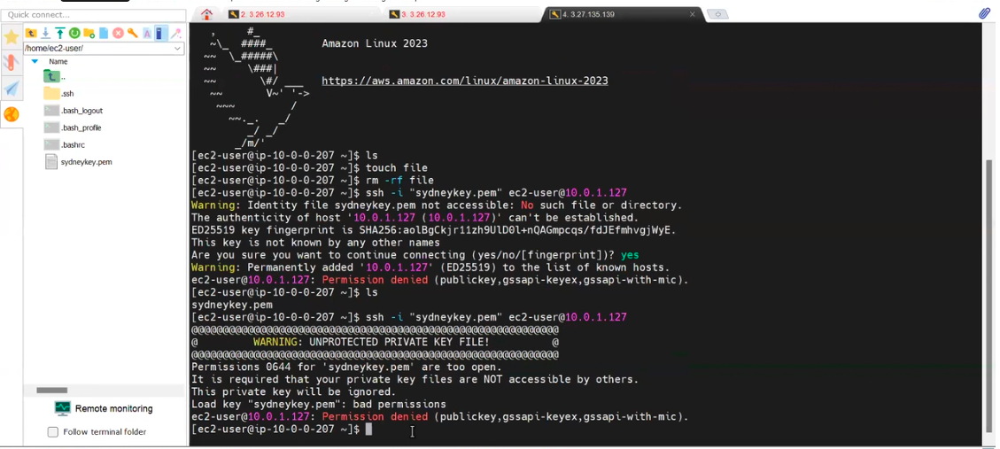 Quick connect...
2. 3.26.12.93
3. 3.26.12.93
4. 3.27.135.139
/home/ec2-user/
Name
..
.ssh
.bash_logout
.bash_profile
.bashrc
sydneykey.pem
Remote monitoring
Follow terminal folder
,     #_
~\_  ####_        Amazon Linux 2023
~~  \_#####\
~~     \###|
~~       \#/ ___   https://aws.amazon.com/linux/amazon-linux-2023
~~       V~' '->
~~~         /
~~._.   _/
_/ _/
_/m/'
[ec2-user@ip-10-0-0-207 ~]$ ls
[ec2-user@ip-10-0-0-207 ~]$ touch file
[ec2-user@ip-10-0-0-207 ~]$ rm -rf file
[ec2-user@ip-10-0-0-207 ~]$ ssh -i "sydneykey.pem" ec2-user@10.0.1.127
Warning: Identity file sydneykey.pem not accessible: No such file or directory.
The authenticity of host '10.0.1.127 (10.0.1.127)' can't be established.
ED25519 key fingerprint is SHA256:aolBgCkjr11zh9UlD0l+nQAGmpcqs/fdJEfmhvgjWyE.
This key is not known by any other names
Are you sure you want to continue connecting (yes/no/[fingerprint])? yes
Warning: Permanently added '10.0.1.127' (ED25519) to the list of known hosts.
ec2-user@10.0.1.127: Permission denied (publickey,gssapi-keyex,gssapi-with-mic).
[ec2-user@ip-10-0-0-207 ~]$ ls
sydneykey.pem
[ec2-user@ip-10-0-0-207 ~]$ ssh -i "sydneykey.pem" ec2-user@10.0.1.127
@@@@@@@@@@@@@@@@@@@@@@@@@@@@@@@@@@@@@@@@@@@@@@@@@@@@@@@@@@@
@         WARNING: UNPROTECTED PRIVATE KEY FILE!          @
@@@@@@@@@@@@@@@@@@@@@@@@@@@@@@@@@@@@@@@@@@@@@@@@@@@@@@@@@@@
Permissions 0644 for 'sydneykey.pem' are too open.
It is required that your private key files are NOT accessible by others.
This private key will be ignored.
Load key "sydneykey.pem": bad permissions
ec2-user@10.0.1.127: Permission denied (publickey,gssapi-keyex,gssapi-with-mic).
[ec2-user@ip-10-0-0-207 ~]$